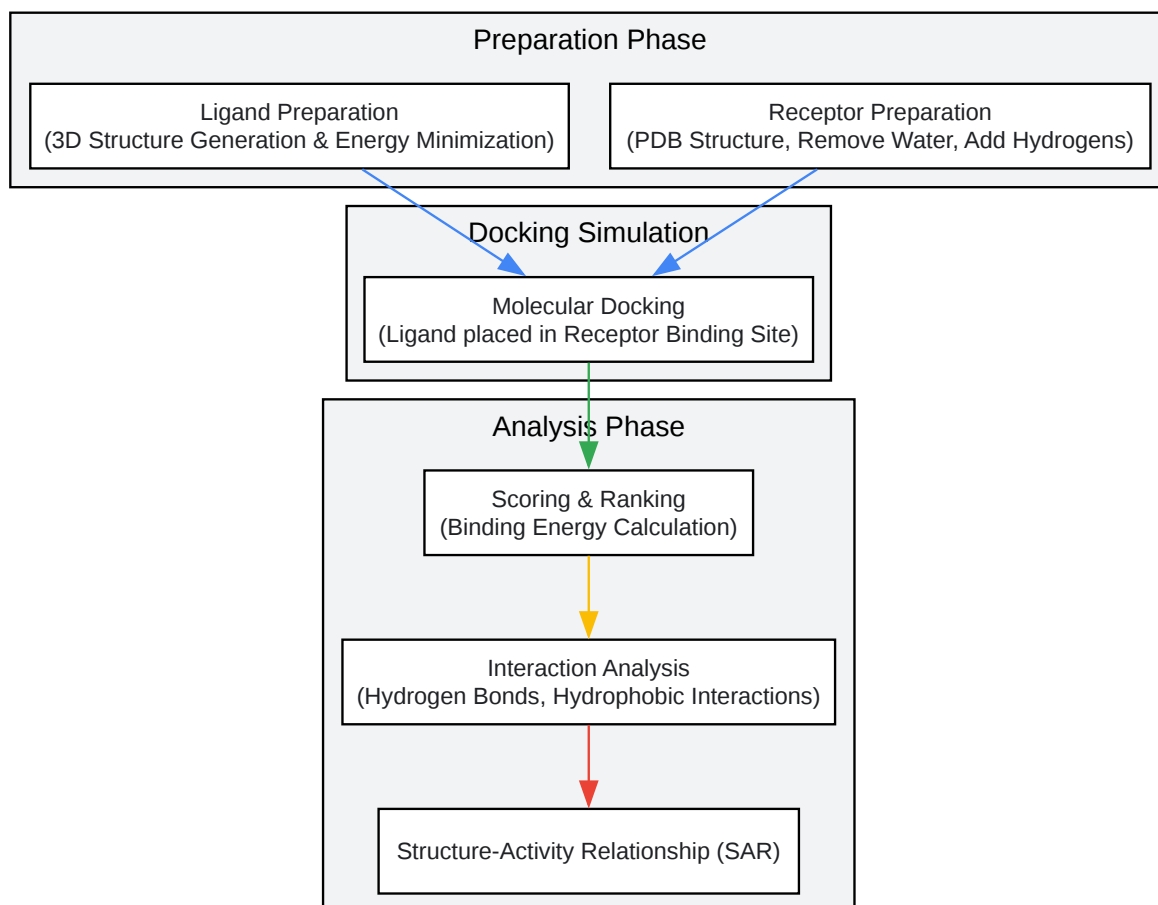 Preparation Phase
Ligand Preparation
(3D Structure Generation & Energy Minimization)
Receptor Preparation
(PDB Structure, Remove Water, Add Hydrogens)
Docking Simulation
Molecular Docking
(Ligand placed in Receptor Binding Site)
Analysis Phase
Scoring & Ranking
(Binding Energy Calculation)
Interaction Analysis
(Hydrogen Bonds, Hydrophobic Interactions)
Structure-Activity Relationship (SAR)